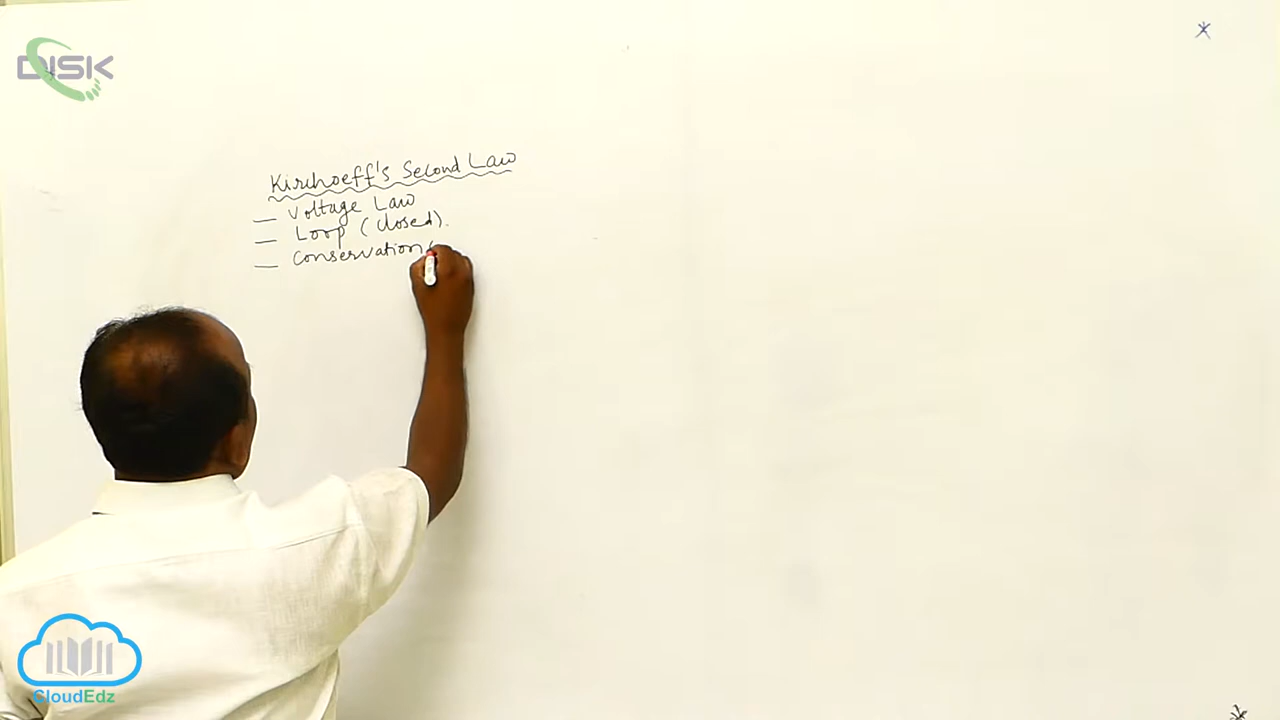 DISK
Kirchoeff's Second Law
— Voltage Law
— Loop (closed).
— Conservation
CloudEdz